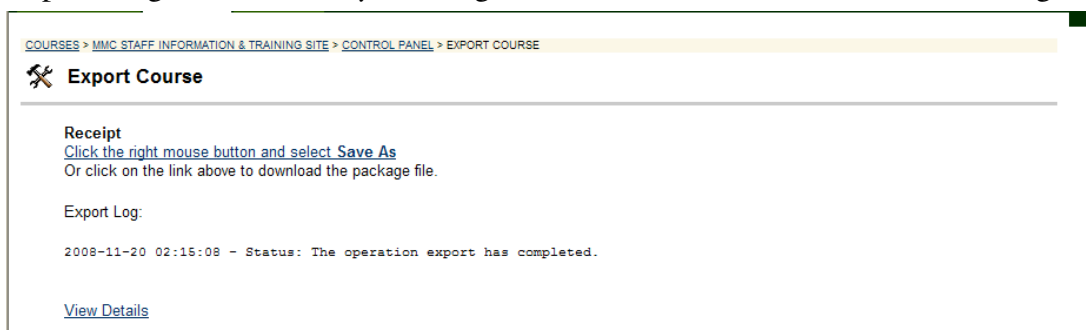 COURSES > MMC STAFF INFORMATION & TRAINING SITE > CONTROL PANEL > EXPORT COURSE
Export Course
Receipt
Click the right mouse button and select Save As
Or click on the link above to download the package file.
Export Log:
2008-11-20 02:15:08 - Status: The operation export has completed.
View Details